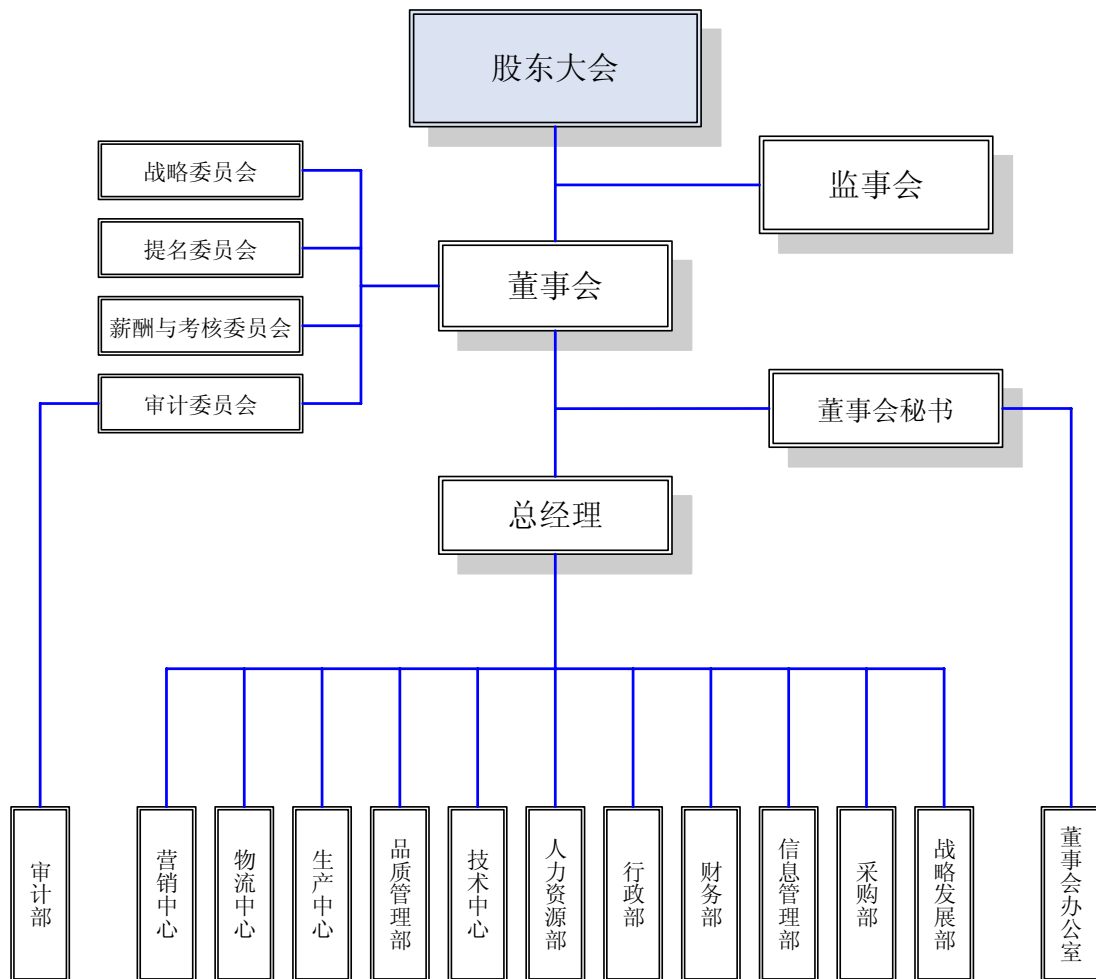 股东大会
战略委员会
监事会
提名委员会
董事会
薪酬与考核委员会
审计委员会
董事会秘书
总经理
审计部
营销中心
物流中心
生产中心
品质管理部
技术中心
人力资源部
行政部
财务部
信息管理部
采购部
战略发展部
董事会办公室